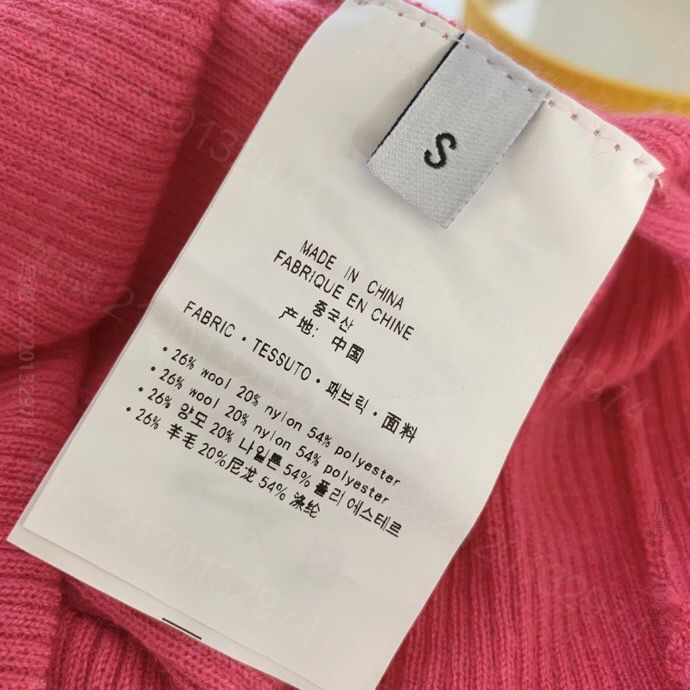 S
MADE IN CHINA
FABRIQUE EN CHINE
중국산
产地: 中国
FABRIC · TESSUTO · 패브릭 · 面料
· 26% wool 20% nylon 54% polyester
· 26% wool 20% nylon 54% polyester
· 26% 양모 20% 나일론 54% 폴리에스테르
· 26% 羊毛 20%尼龙 54% 涤纶